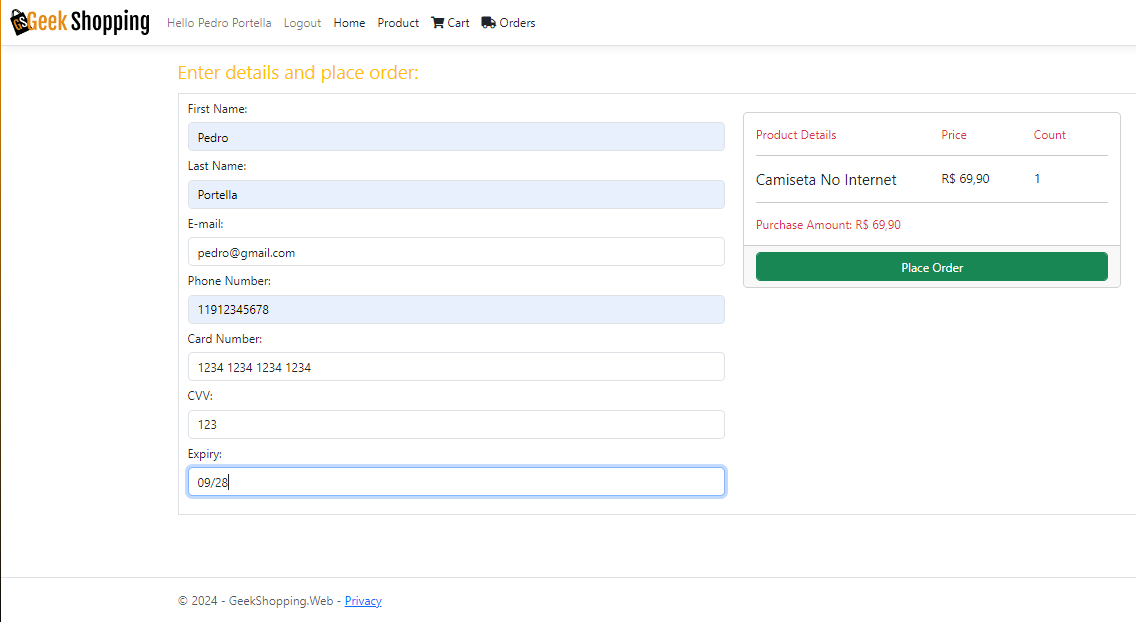 GS Geek Shopping Hello Pedro Portella Logout Home Product Cart Orders
Enter details and place order:
First Name:
Pedro
Last Name:
Portella
E-mail:
pedro@gmail.com
Phone Number:
11912345678
Card Number:
1234 1234 1234 1234
CVV:
123
Expiry:
09/28
Product Details Price Count
Camiseta No Internet R$ 69,90 1
Purchase Amount: R$ 69,90
Place Order
© 2024 - GeekShopping.Web - Privacy